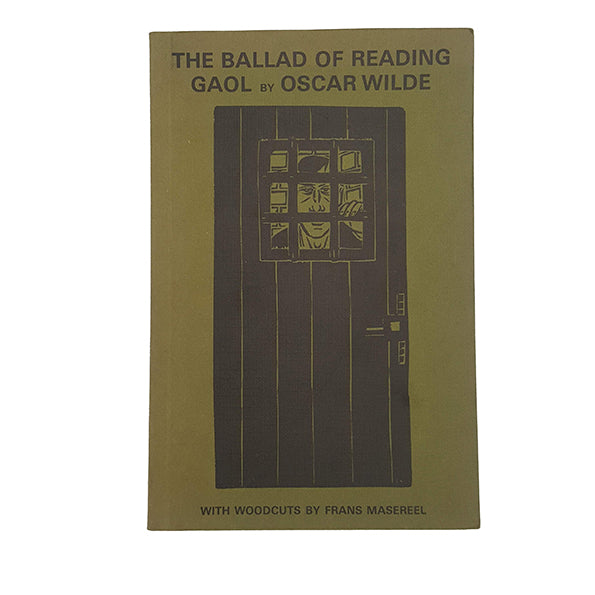 THE BALLAD OF READING
GAOL BY OSCAR WILDE
WITH WOODCUTS BY FRANS MASEREEL